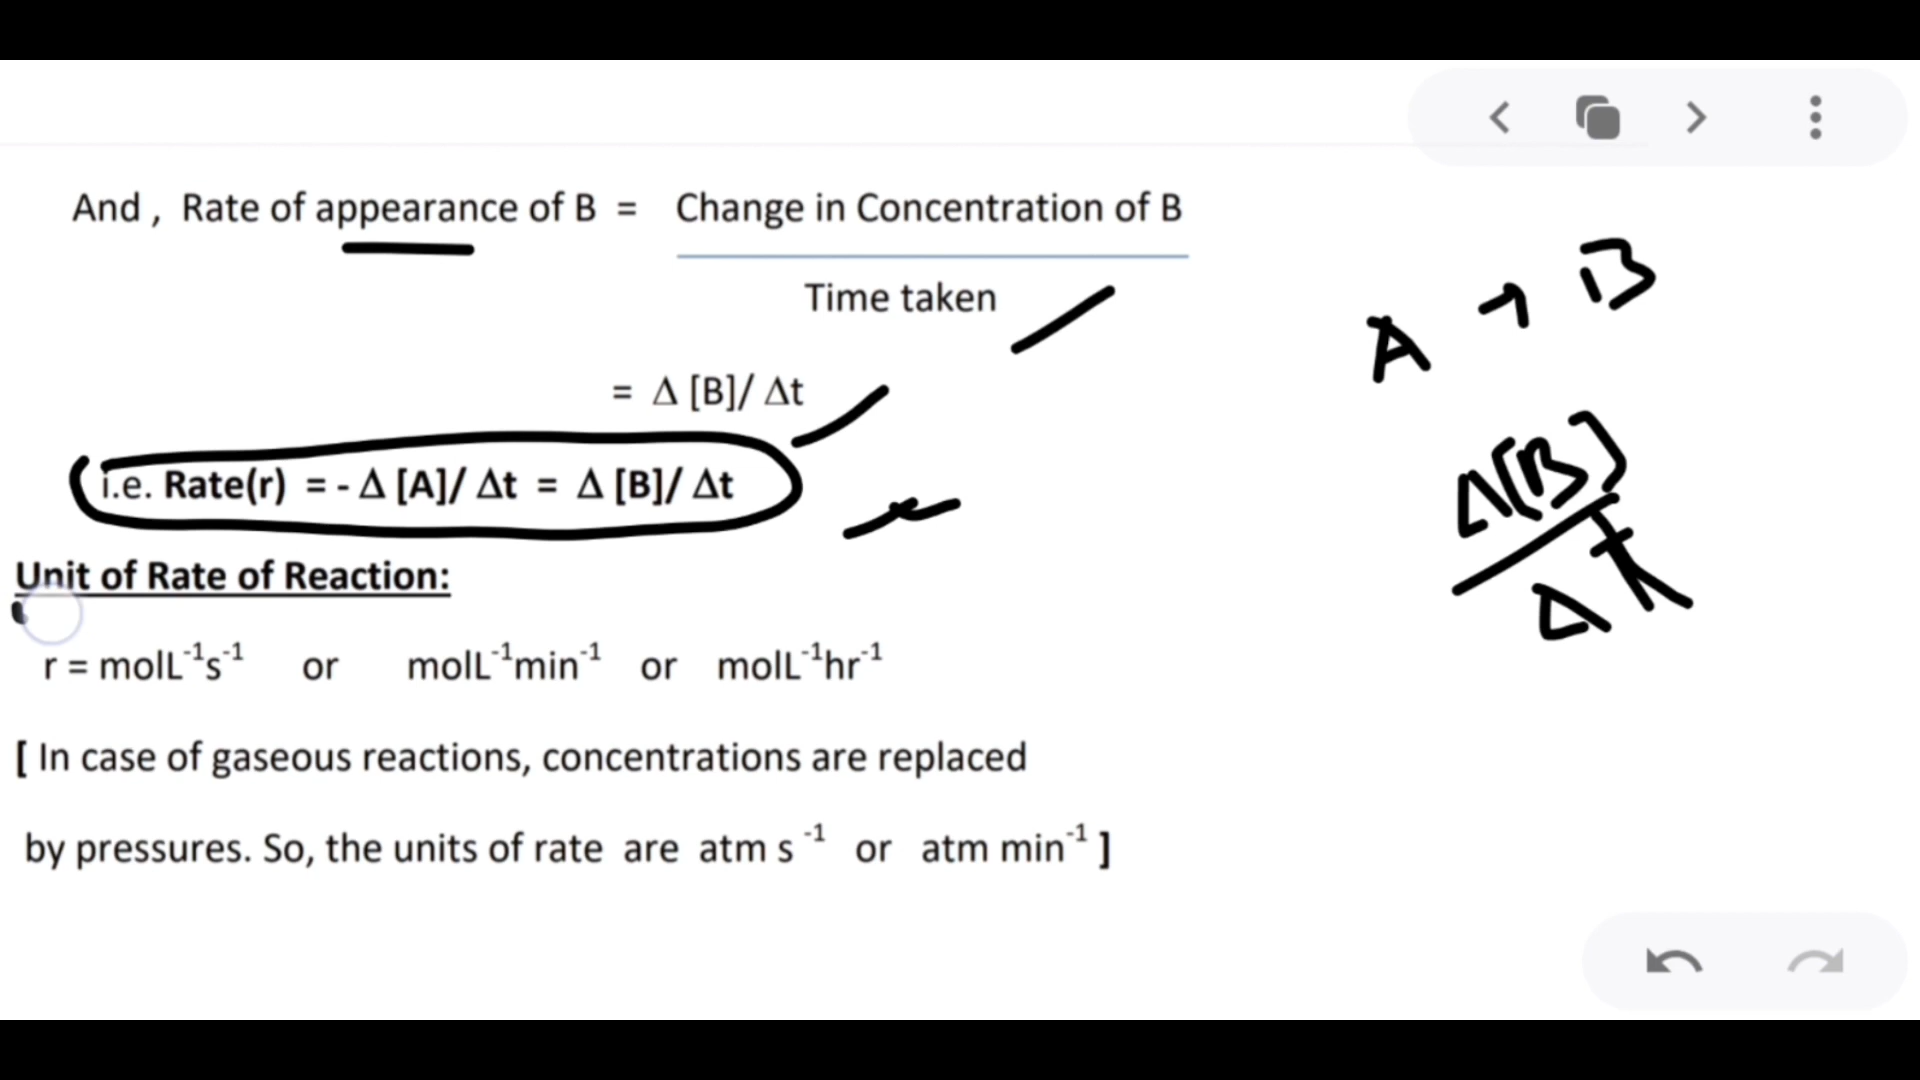 And , Rate of appearance of B = Change in Concentration of B
Time taken
= Δ [B]/ Δt
i.e. Rate(r) = - Δ [A]/ Δt = Δ [B]/ Δt
Unit of Rate of Reaction:
r = molL⁻¹s⁻¹ or molL⁻¹min⁻¹ or molL⁻¹hr⁻¹
[ In case of gaseous reactions, concentrations are replaced
by pressures. So, the units of rate are atm s ⁻¹ or atm min⁻¹ ]
A → B
Δ[B]
Δt